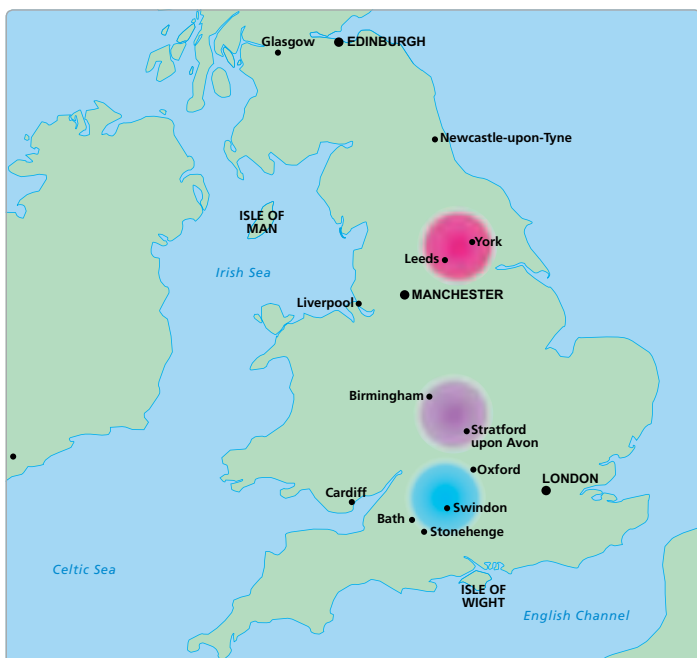 Glasgow
EDINBURGH
Newcastle-upon-Tyne
ISLE OF
MAN
York
Leeds
Irish Sea
MANCHESTER
Liverpool
Birmingham
Stratford
upon Avon
Oxford
LONDON
Cardiff
Swindon
Bath
Stonehenge
Celtic Sea
ISLE OF
WIGHT
English Channel